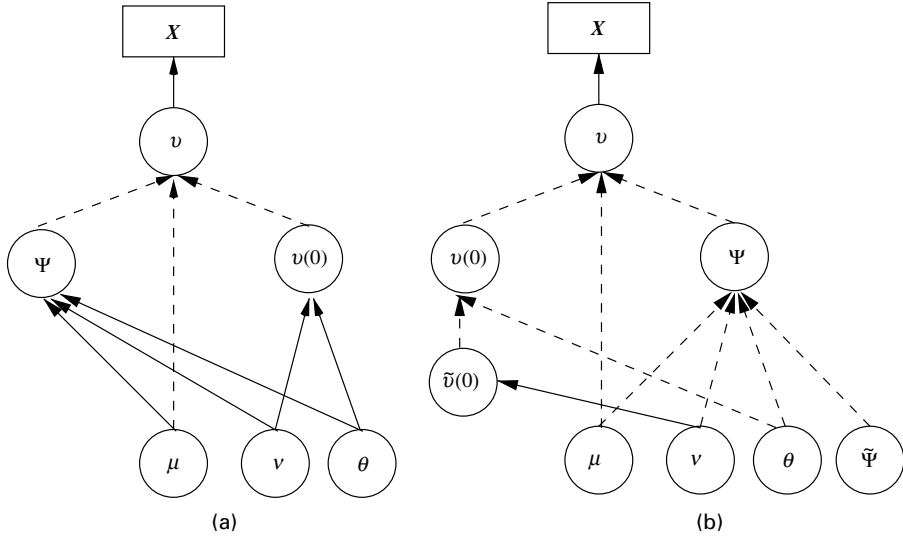 X X
υ υ
Ψ υ(0) υ(0) Ψ
υ̃(0)
μ ν θ μ ν θ Ψ̃
(a) (b)